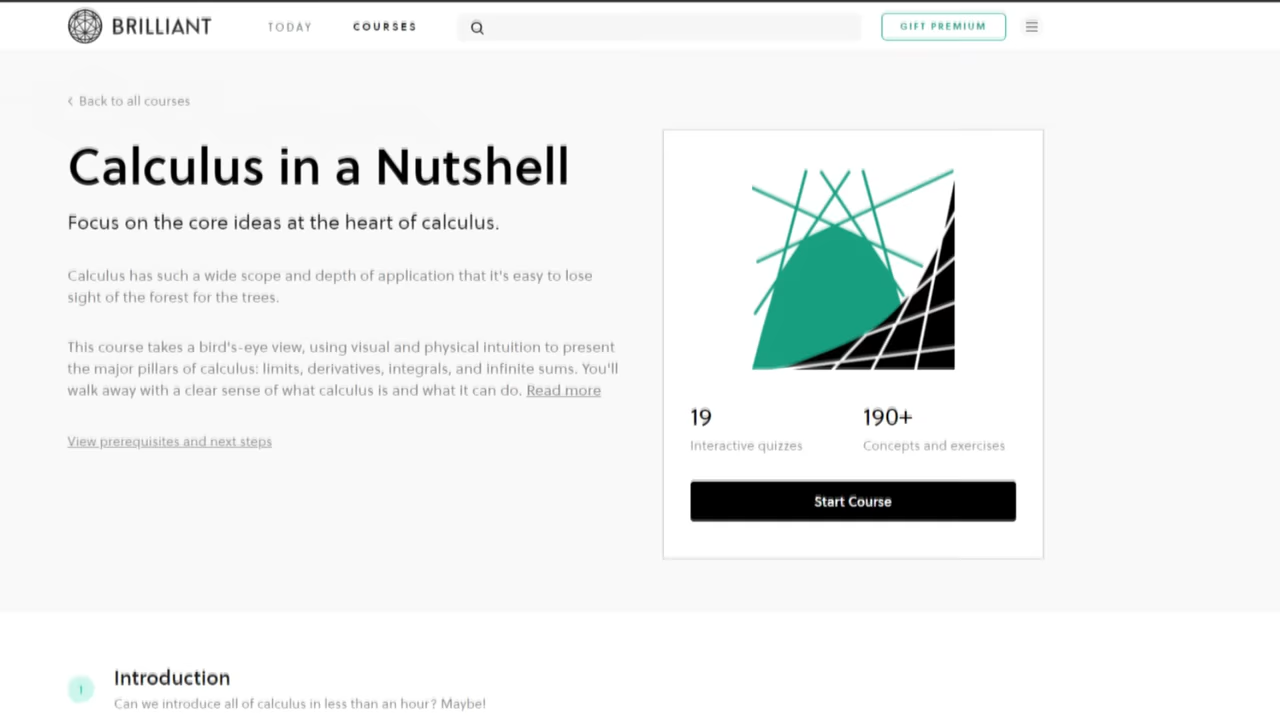 BRILLIANT
TODAY
COURSES
GIFT PREMIUM
Back to all courses
Calculus in a Nutshell
Focus on the core ideas at the heart of calculus.
Calculus has such a wide scope and depth of application that it's easy to lose
sight of the forest for the trees.
This course takes a bird's-eye view, using visual and physical intuition to present
the major pillars of calculus: limits, derivatives, integrals, and infinite sums. You'll
walk away with a clear sense of what calculus is and what it can do. Read more
View prerequisites and next steps
19
Interactive quizzes
190+
Concepts and exercises
Start Course
1
Introduction
Can we introduce all of calculus in less than an hour? Maybe!